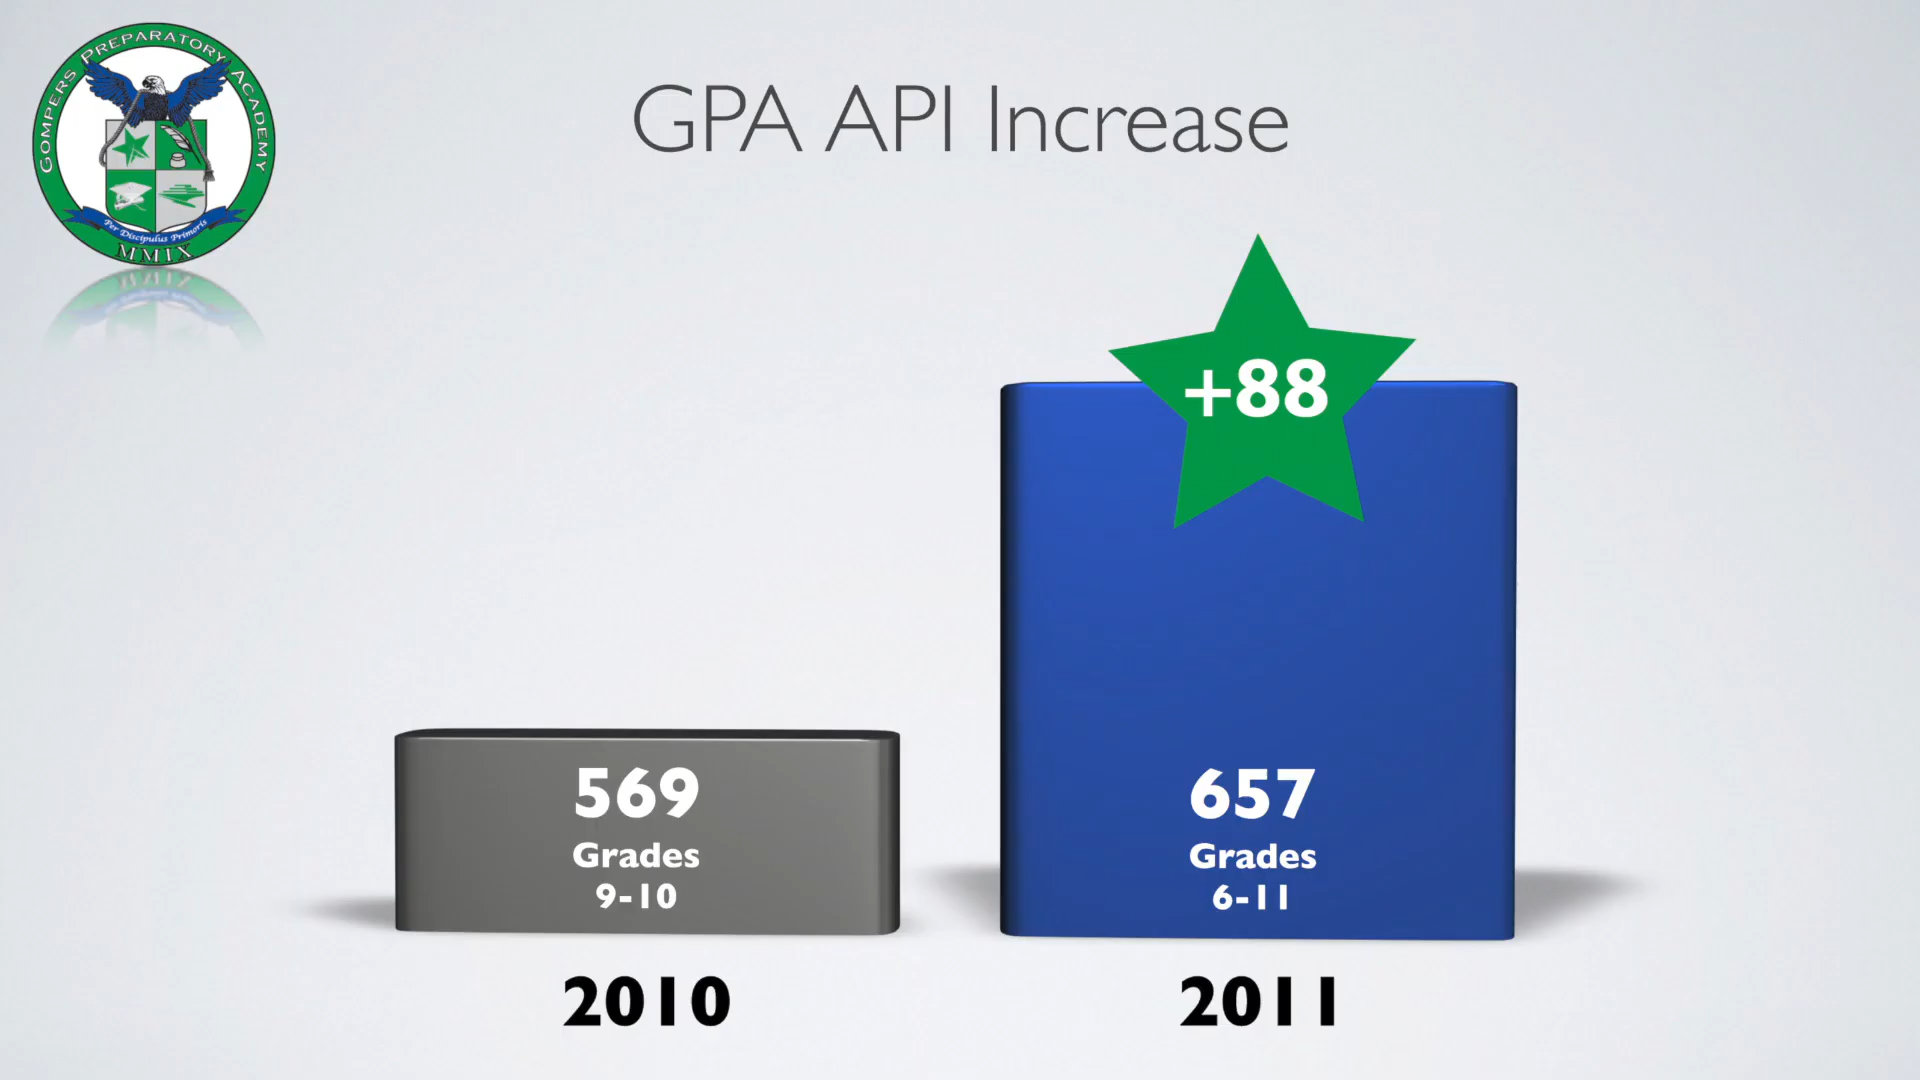 GOMPERS PREPARATORY ACADEMY
Per Discipulus Primoris
MMIX
GPA API Increase
+88
569
Grades
9-10
657
Grades
6-11
2010
2011